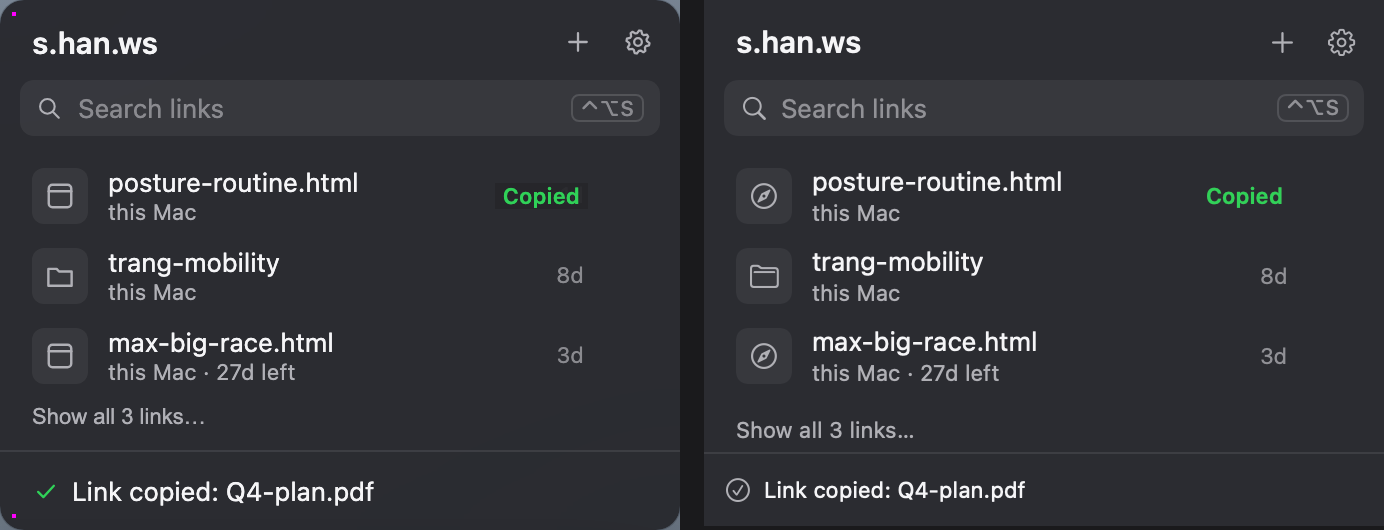 s.han.ws
Search links
^⌥S
posture-routine.html
this Mac
Copied
trang-mobility
this Mac
8d
max-big-race.html
this Mac · 27d left
3d
Show all 3 links…
Link copied: Q4-plan.pdf
s.han.ws
Search links
^⌥S
posture-routine.html
this Mac
Copied
trang-mobility
this Mac
8d
max-big-race.html
this Mac · 27d left
3d
Show all 3 links…
Link copied: Q4-plan.pdf